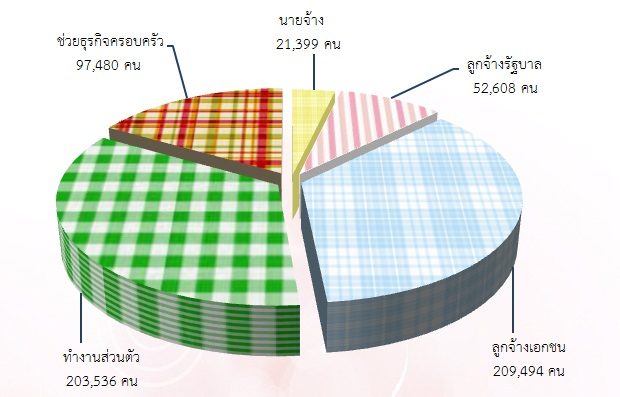 นายจ้าง
21,399 คน
ช่วยธุรกิจครอบครัว
97,480 คน
ลูกจ้างรัฐบาล
52,608 คน
ทำงานส่วนตัว
203,536 คน
ลูกจ้างเอกชน
209,494 คน